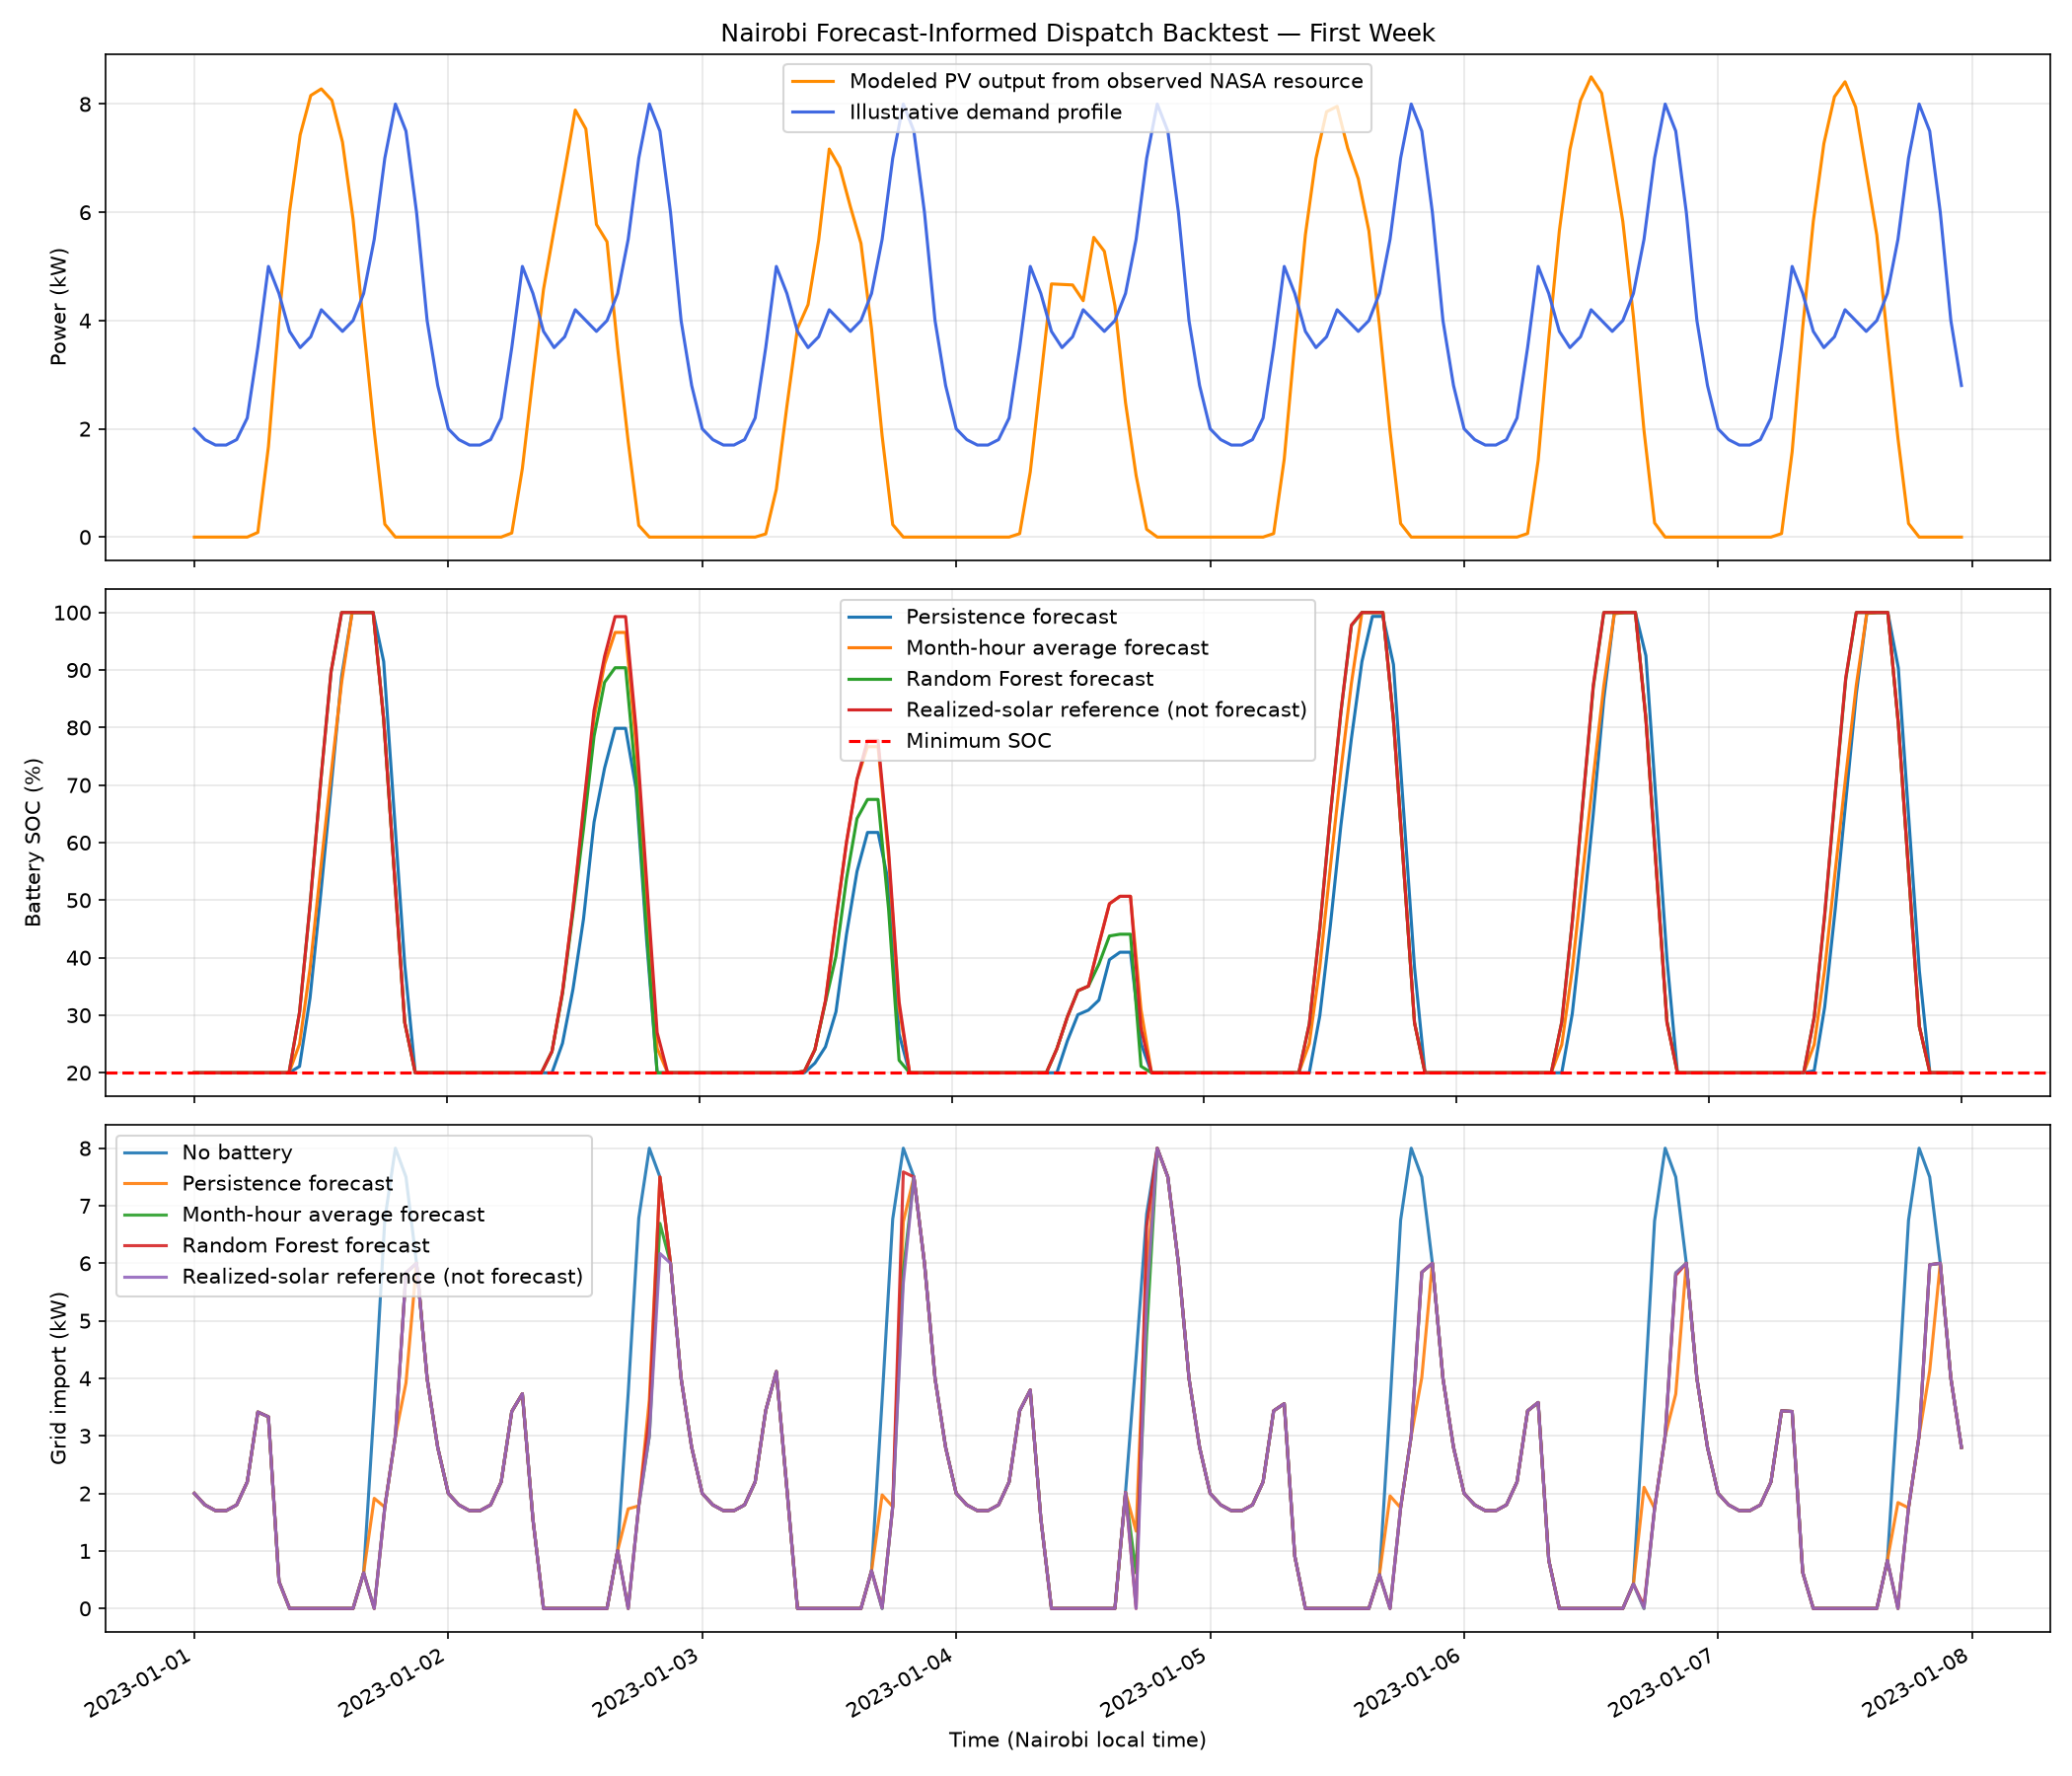 Nairobi Forecast-Informed Dispatch Backtest — First Week
Modeled PV output from observed NASA resource
Illustrative demand profile
Power (kW)
8
6
4
2
0
Persistence forecast
Month-hour average forecast
Random Forest forecast
Realized-solar reference (not forecast)
Minimum SOC
Battery SOC (%)
100
90
80
70
60
50
40
30
20
No battery
Persistence forecast
Month-hour average forecast
Random Forest forecast
Realized-solar reference (not forecast)
Grid import (kW)
8
7
6
5
4
3
2
1
0
2023-01-01
2023-01-02
2023-01-03
2023-01-04
2023-01-05
2023-01-06
2023-01-07
2023-01-08
Time (Nairobi local time)